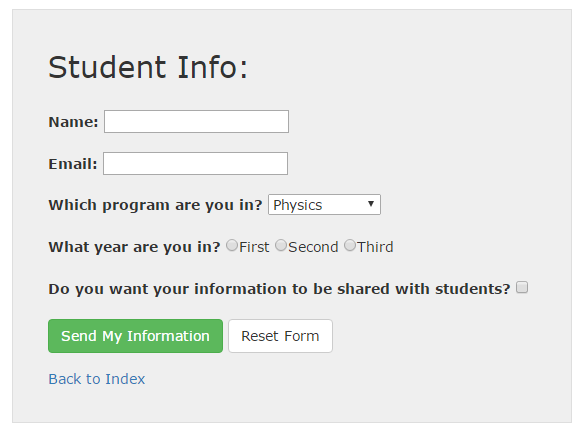 Student Info:
Name:
Email:
Which program are you in? Physics
What year are you in? First Second Third
Do you want your information to be shared with students?
Send My Information Reset Form
Back to Index